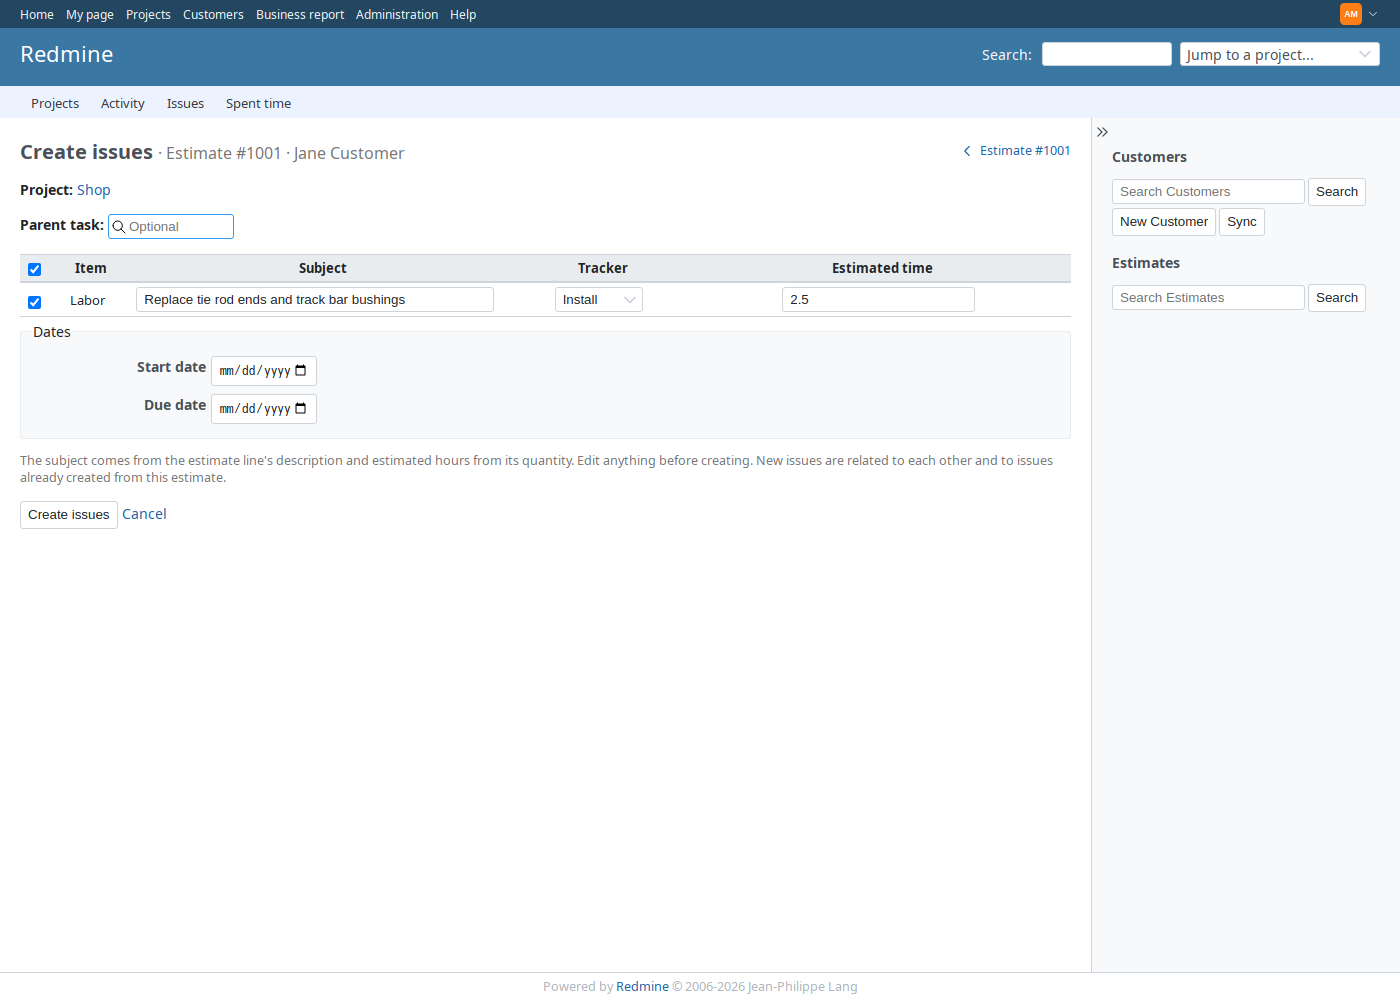 Home My page Projects Customers Business report Administration Help AM
Redmine Search: Jump to a project...
Projects Activity Issues Spent time
Create issues · Estimate #1001 · Jane Customer Estimate #1001
Project: Shop
Parent task: Optional
Item Subject Tracker Estimated time
Labor Replace tie rod ends and track bar bushings Install 2.5
Dates
Start date mm/dd/yyyy
Due date mm/dd/yyyy
The subject comes from the estimate line's description and estimated hours from its quantity. Edit anything before creating. New issues are related to each other and to issues
already created from this estimate.
Create issues Cancel
Customers
Search Customers Search
New Customer Sync
Estimates
Search Estimates Search
Powered by Redmine © 2006-2026 Jean-Philippe Lang